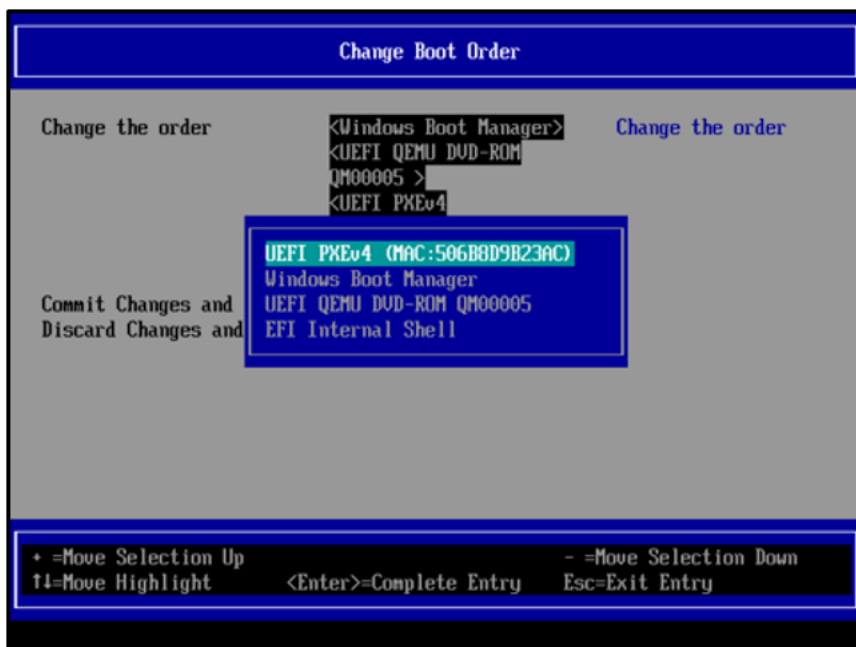 Change Boot Order
Change the order
<Windows Boot Manager>
<UEFI QEMU DVD-ROM
QM00005 >
<UEFI PXEv4
Change the order
UEFI PXEv4 (MAC:506B8D9B23AC)
Windows Boot Manager
UEFI QEMU DVD-ROM QM00005
EFI Internal Shell
Commit Changes and
Discard Changes and
+ =Move Selection Up
- =Move Selection Down
↑↓=Move Highlight
<Enter>=Complete Entry
Esc=Exit Entry